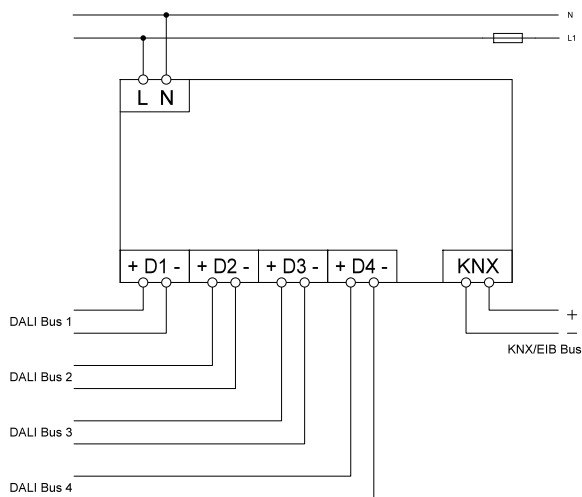 N
L1
L N
+ D1 - + D2 - + D3 - + D4 - KNX
DALI Bus 1
+
−
KNX/EIB Bus
DALI Bus 2
DALI Bus 3
DALI Bus 4